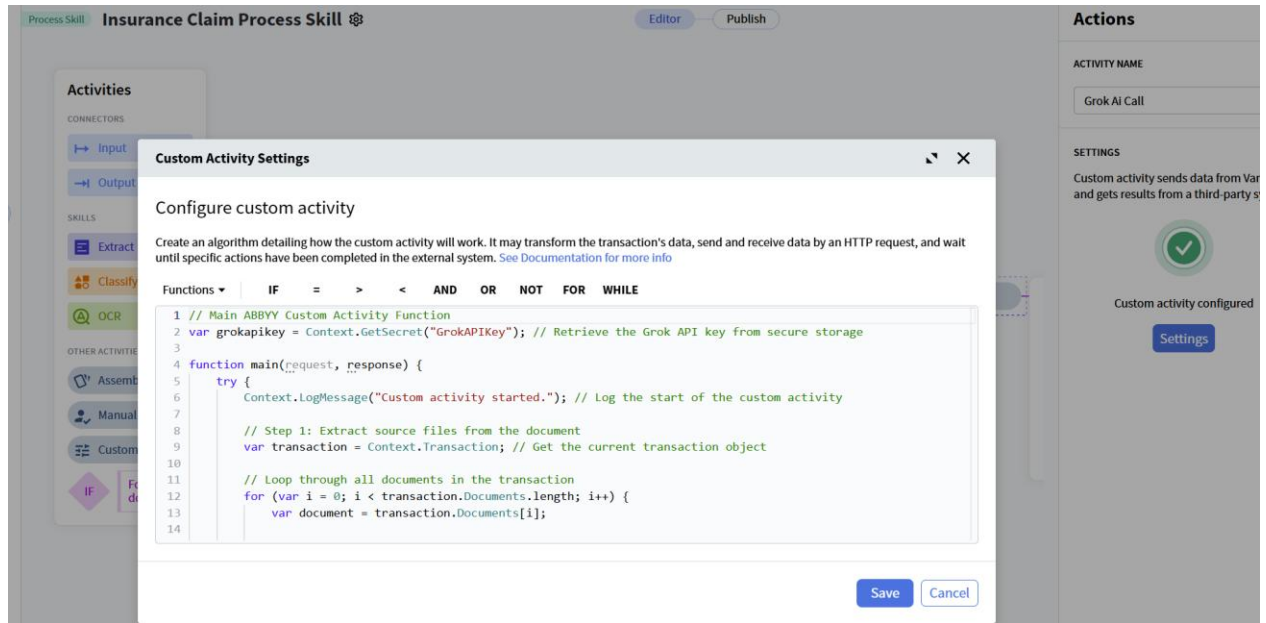 Process Skill Insurance Claim Process Skill
Editor Publish
Actions
ACTIVITY NAME
Grok Ai Call
SETTINGS
Custom activity sends data from Var
and gets results from a third-party s
Custom activity configured
Settings
Activities
CONNECTORS
Input
Output
SKILLS
Extract
Classify
OCR
OTHER ACTIVITIE
Assemb
Manual
Custom
IF
Custom Activity Settings
Configure custom activity
Create an algorithm detailing how the custom activity will work. It may transform the transaction's data, send and receive data by an HTTP request, and wait
until specific actions have been completed in the external system. See Documentation for more info
Functions IF = > < AND OR NOT FOR WHILE
1 // Main ABBYY Custom Activity Function
2 var grokapikey = Context.GetSecret("GrokAPIKey"); // Retrieve the Grok API key from secure storage
3
4 function main(request, response) {
5 try {
6 Context.LogMessage("Custom activity started."); // Log the start of the custom activity
7
8 // Step 1: Extract source files from the document
9 var transaction = Context.Transaction; // Get the current transaction object
10
11 // Loop through all documents in the transaction
12 for (var i = 0; i < transaction.Documents.length; i++) {
13 var document = transaction.Documents[i];
14
Save Cancel